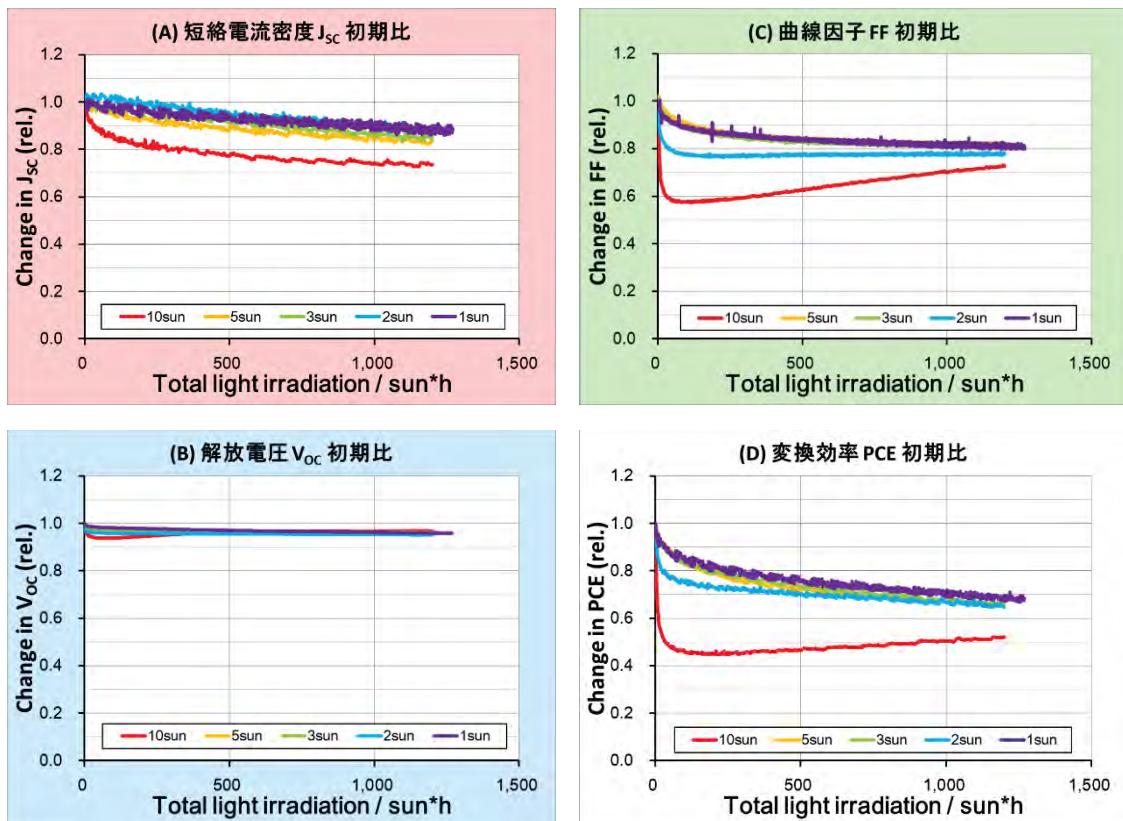 (A) 短絡電流密度 JSC 初期比
1.2
1.0
0.8
0.6
0.4
0.2
0.0
Change in JSC (rel.)
10sun 5sun 3sun 2sun 1sun
0 500 1,000 1,500
Total light irradiation / sun*h
(C) 曲線因子 FF 初期比
1.2
1.0
0.8
0.6
0.4
0.2
0.0
Change in FF (rel.)
10sun 5sun 3sun 2sun 1sun
0 500 1,000 1,500
Total light irradiation / sun*h
(B) 解放電圧 VOC 初期比
1.2
1.0
0.8
0.6
0.4
0.2
0.0
Change in VOC (rel.)
10sun 5sun 3sun 2sun 1sun
0 500 1,000 1,500
Total light irradiation / sun*h
(D) 変換効率 PCE 初期比
1.2
1.0
0.8
0.6
0.4
0.2
0.0
Change in PCE (rel.)
10sun 5sun 3sun 2sun 1sun
0 500 1,000 1,500
Total light irradiation / sun*h